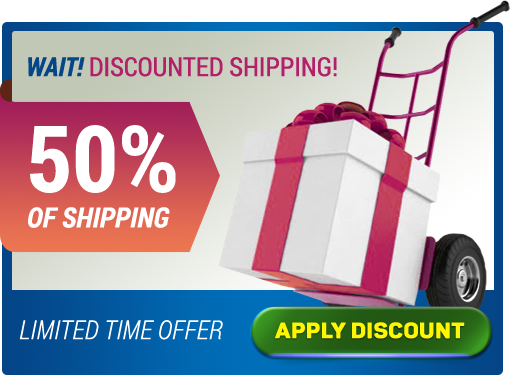 WAIT! DISCOUNTED SHIPPING!
50%
OF SHIPPING
LIMITED TIME OFFER
APPLY DISCOUNT